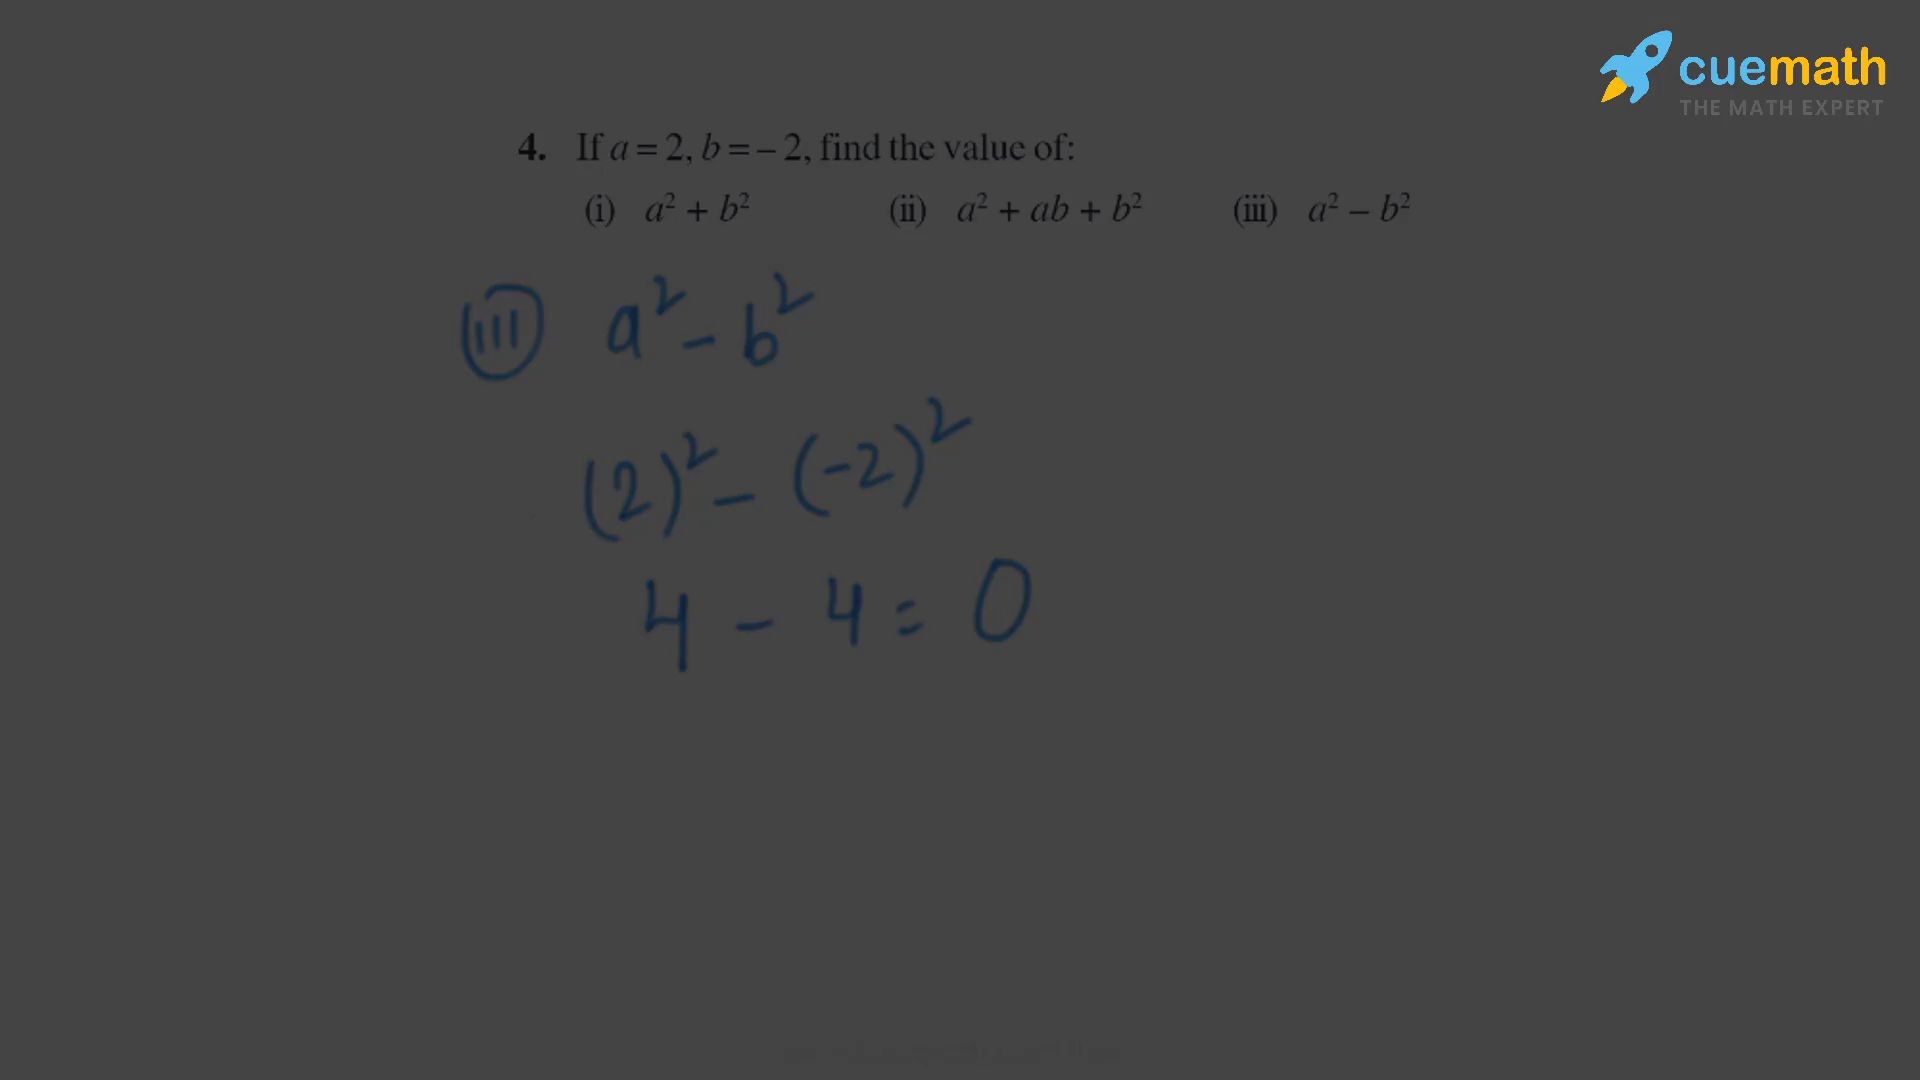 cuemath
THE MATH EXPERT
4. If a = 2, b = – 2, find the value of:
(i) a² + b² (ii) a² + ab + b² (iii) a² – b²
(iii) a² - b²
(2)² - (-2)²
4 - 4 = 0